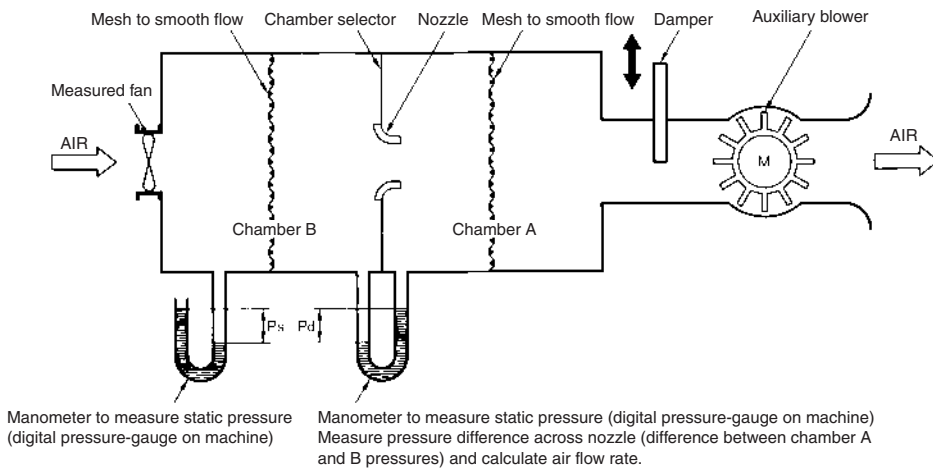 Mesh to smooth flow
Chamber selector
Nozzle
Mesh to smooth flow
Damper
Auxiliary blower
Measured fan
AIR
AIR
M
Chamber B
Chamber A
Ps
Pd
Manometer to measure static pressure
(digital pressure-gauge on machine)
Manometer to measure static pressure (digital pressure-gauge on machine)
Measure pressure difference across nozzle (difference between chamber A
and B pressures) and calculate air flow rate.